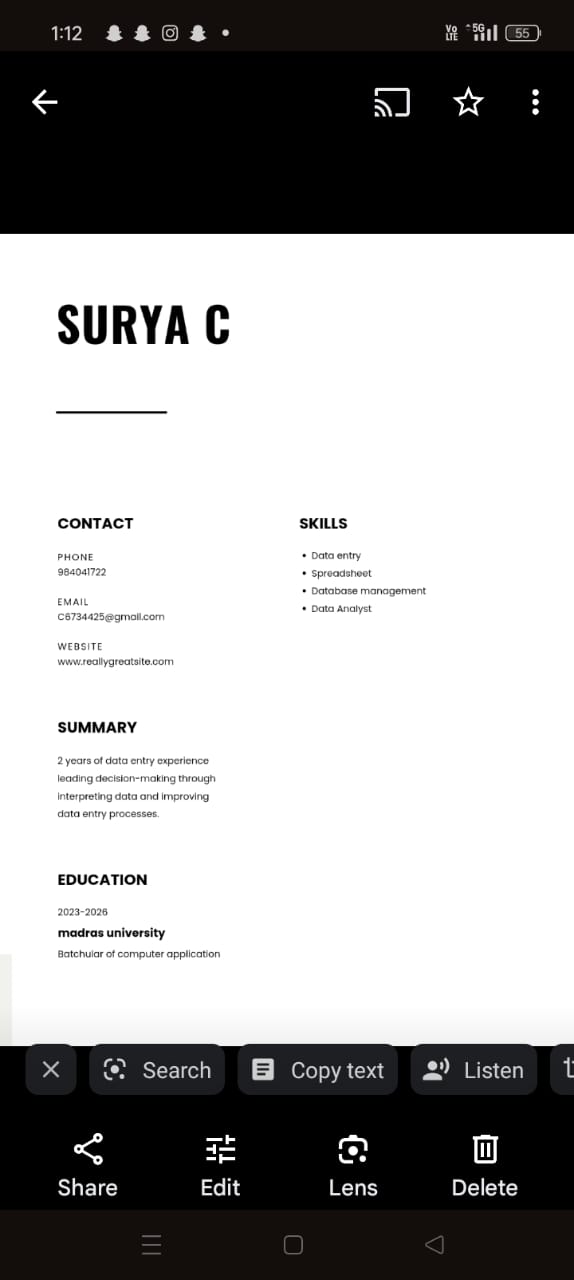 1:12
Vo LTE 5G 55
SURYA C
CONTACT
PHONE
984041722
EMAIL
C6734425@gmail.com
WEBSITE
www.reallygreatsite.com
SKILLS
• Data entry
• Spreadsheet
• Database management
• Data Analyst
SUMMARY
2 years of data entry experience
leading decision-making through
interpreting data and improving
data entry processes.
EDUCATION
2023-2026
madras university
Batchular of computer application
Search Copy text Listen
Share Edit Lens Delete